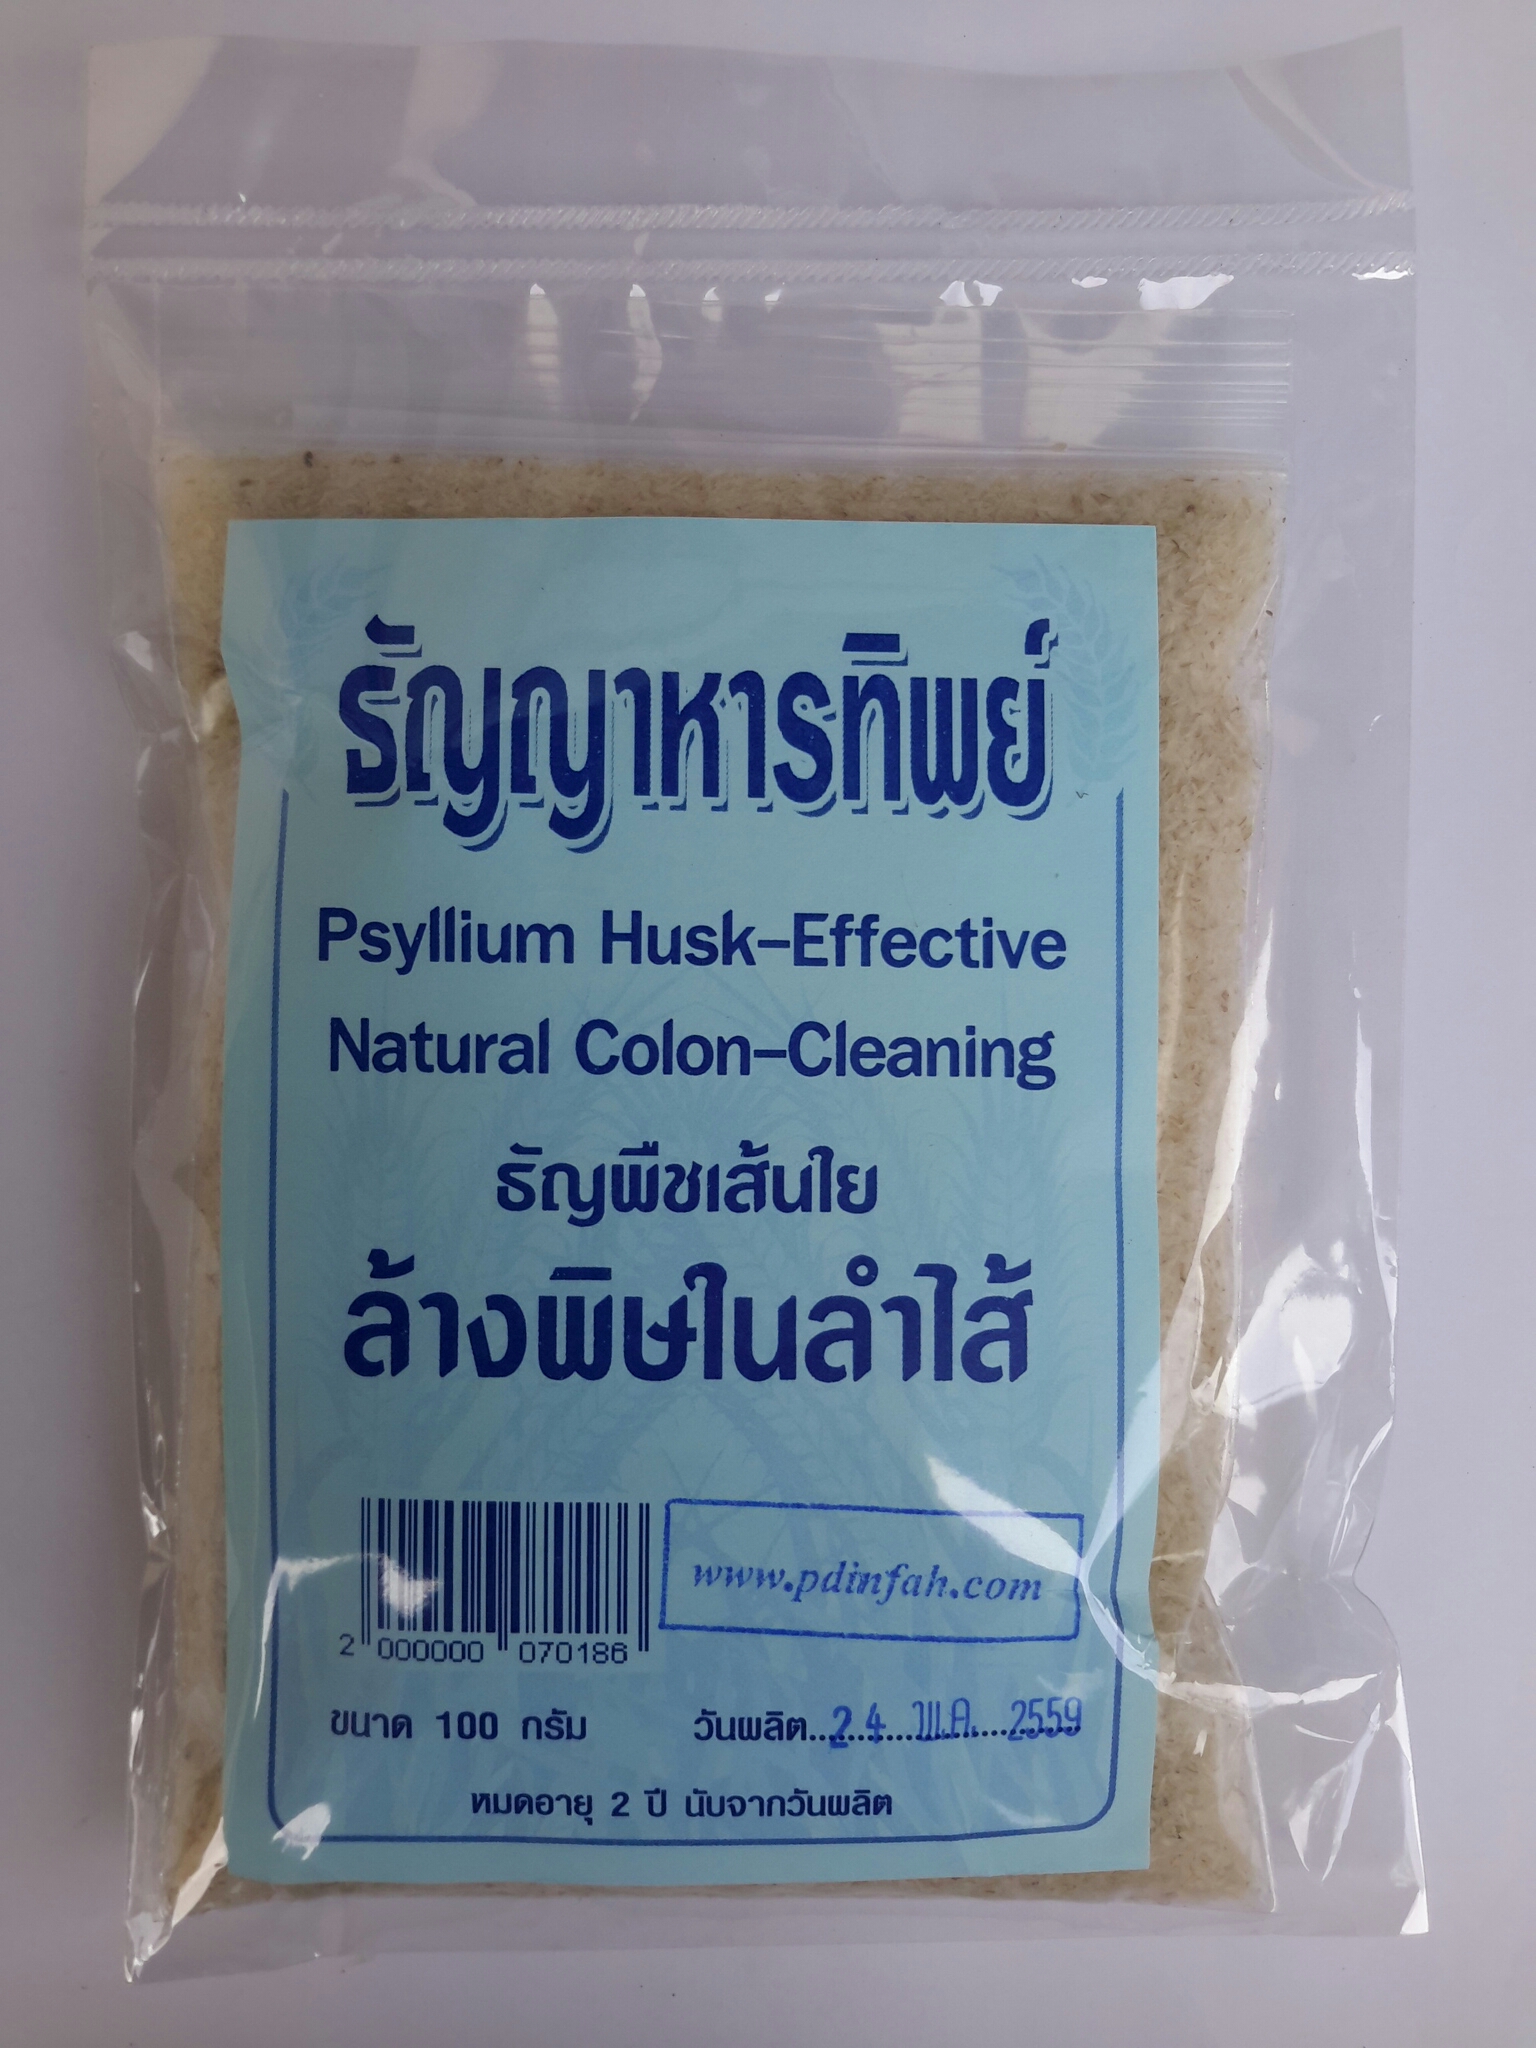 ธัญญาหารทิพย์
Psyllium Husk-Effective
Natural Colon-Cleaning
ธัญพืชเส้นใย
ล้างพิษในลำไส้
www.pdinfah.com
2 000000 070186
ขนาด 100 กรัม วันผลิต........24...พ.ค......2559
หมดอายุ 2 ปี นับจากวันผลิต